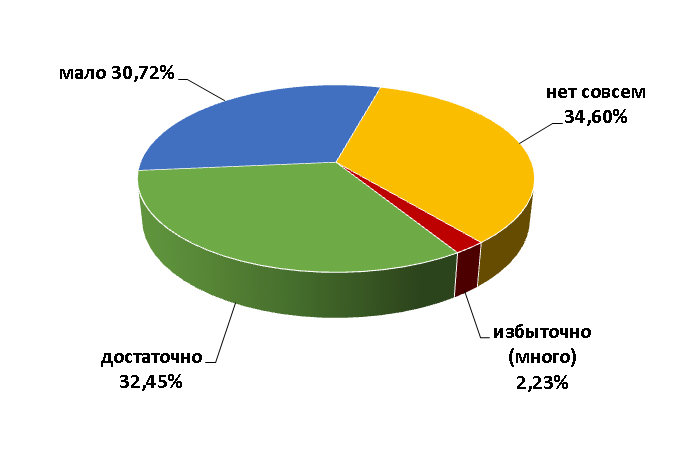 мало 30,72%
нет совсем
34,60%
достаточно
32,45%
избыточно
(много)
2,23%